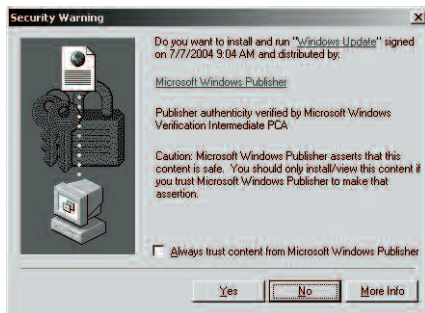 Security Warning
Do you want to install and run "Windows Update" signed
on 7/7/2004 9:04 AM and distributed by:
Microsoft Windows Publisher
Publisher authenticity verified by Microsoft Windows
Verification Intermediate PCA
Caution: Microsoft Windows Publisher asserts that this
content is safe. You should only install/view this content if
you trust Microsoft Windows Publisher to make that
assertion.
Always trust content from Microsoft Windows Publisher
Yes No More Info